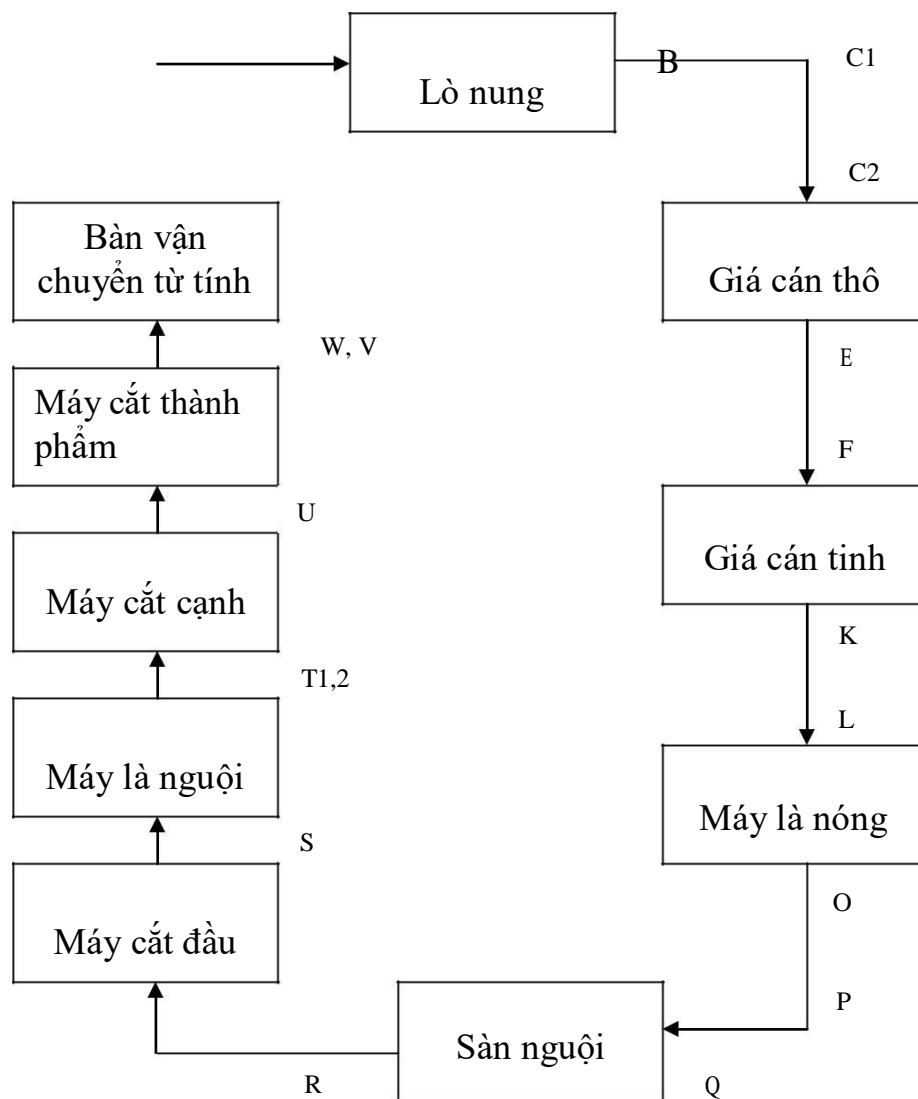 Lò nung
B
C1
C2
Giá cán thô
E
F
Giá cán tinh
K
L
Máy là nóng
O
P
Q
Sàn nguội
R
Máy cắt đầu
S
Máy là nguội
T1,2
Máy cắt cạnh
U
Máy cắt thành
phẩm
W, V
Bàn vận
chuyển từ tính